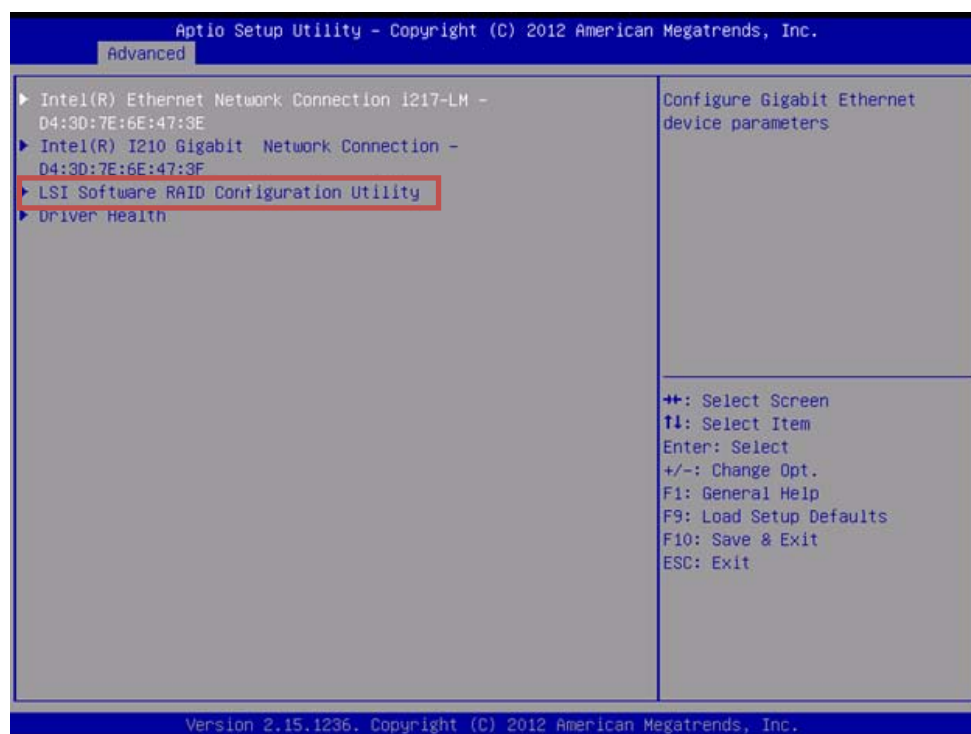 Aptio Setup Utility – Copyright (C) 2012 American Megatrends, Inc.
Advanced
▶ Intel(R) Ethernet Network Connection i217-LM –
D4:3D:7E:6E:47:3E
▶ Intel(R) I210 Gigabit  Network Connection –
D4:3D:7E:6E:47:3F
▶ LSI Software RAID Configuration Utility
▶ Driver Health
Configure Gigabit Ethernet
device parameters
→←: Select Screen
↑↓: Select Item
Enter: Select
+/-: Change Opt.
F1: General Help
F9: Load Setup Defaults
F10: Save & Exit
ESC: Exit
Version 2.15.1236. Copyright (C) 2012 American Megatrends, Inc.